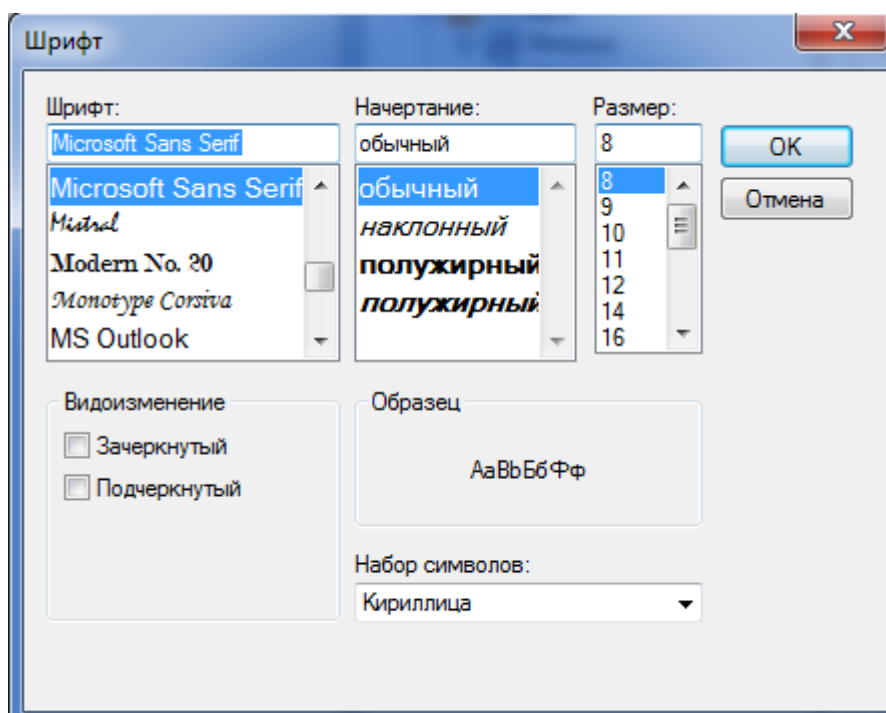 Шрифт
Шрифт:
Microsoft Sans Serif
Microsoft Sans Serif
Mistral
Modern No. 20
Monotype Corsiva
MS Outlook
Начертание:
обычный
обычный
наклонный
полужирный
полужирный
Размер:
8
8
9
10
11
12
14
16
OK
Отмена
Видоизменение
Зачеркнутый
Подчеркнутый
Образец
АаBbБбФф
Набор символов:
Кириллица